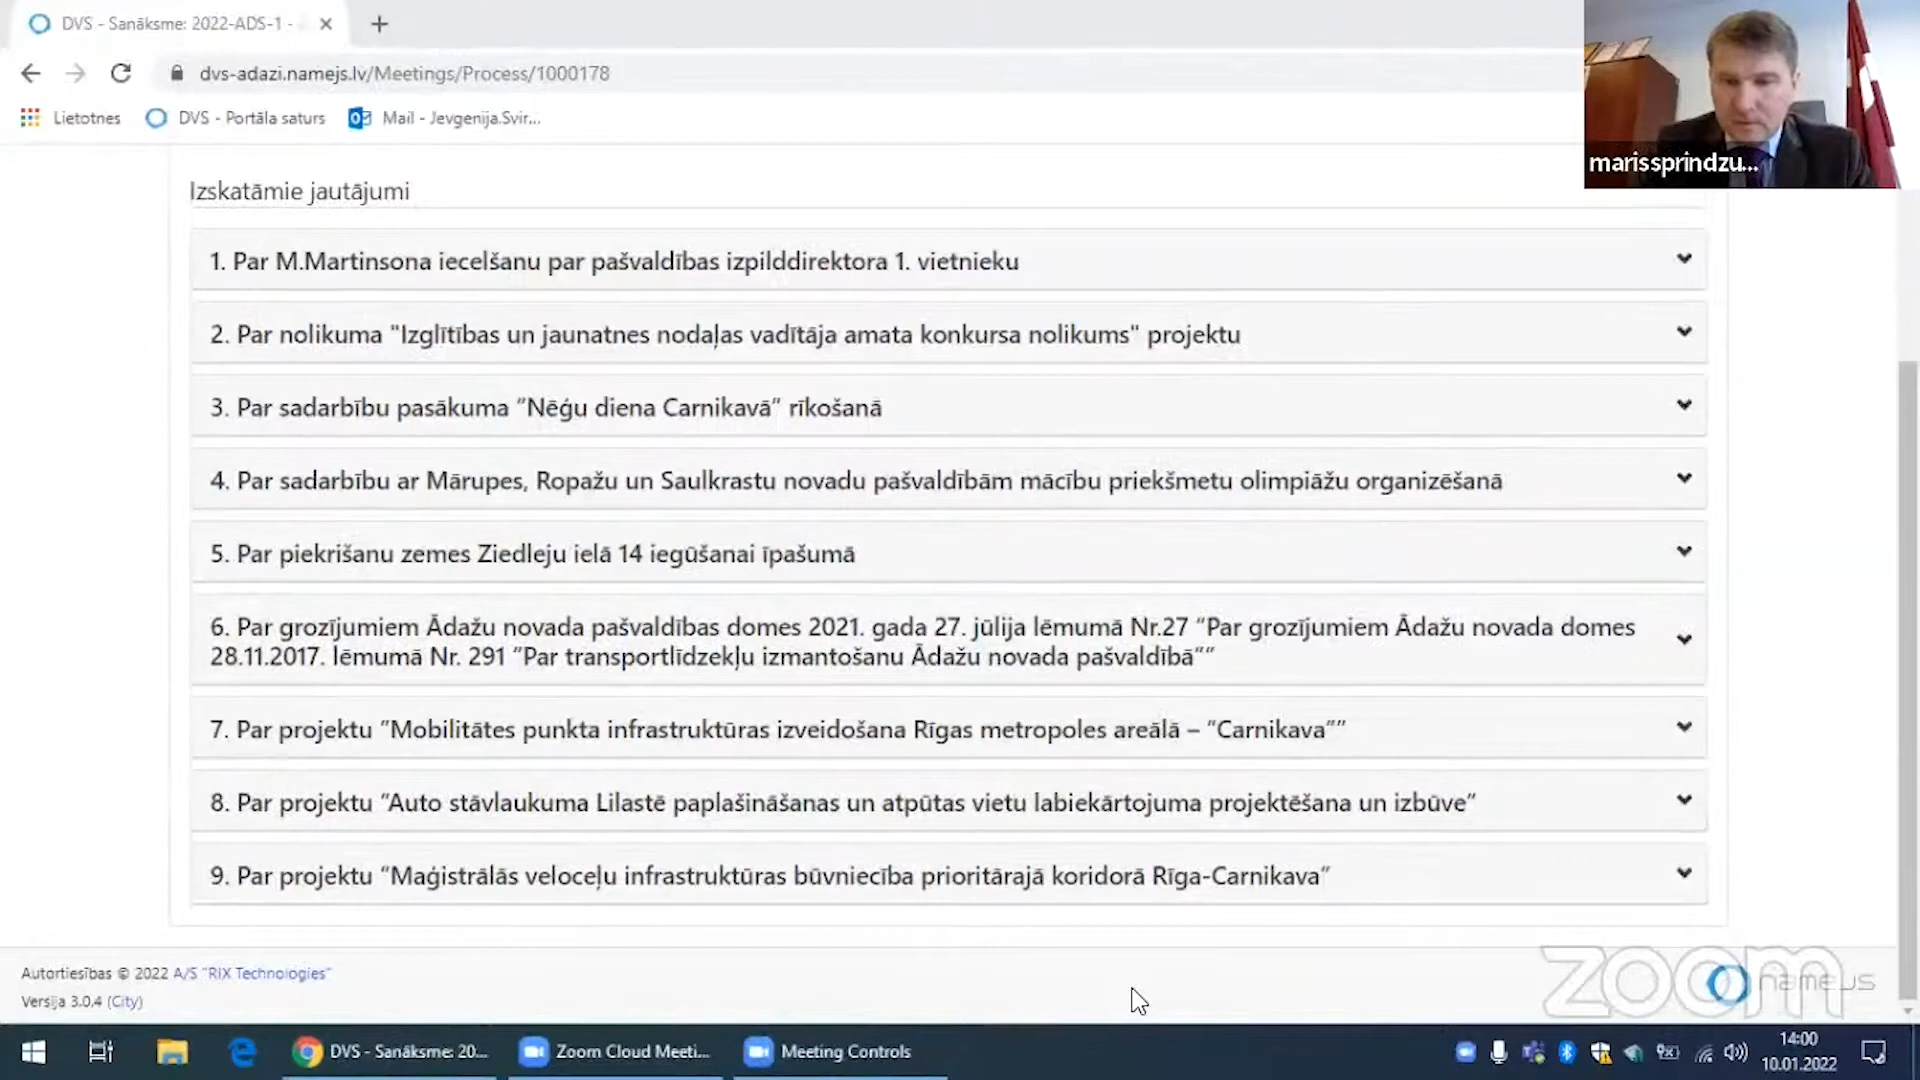 DVS - Sanāksme: 2022-ADS-1 -
dvs-adazi.namejs.lv/Meetings/Process/1000178
Lietotnes
DVS - Portāla saturs
Mail - Jevgenija.Svir...
marissprindzu...
Izskatāmie jautājumi
1. Par M.Martinsona iecelšanu par pašvaldības izpilddirektora 1. vietnieku
2. Par nolikuma "Izglītības un jaunatnes nodaļas vadītāja amata konkursa nolikums" projektu
3. Par sadarbību pasākuma “Nēģu diena Carnikavā” rīkošanā
4. Par sadarbību ar Mārupes, Ropažu un Saulkrastu novadu pašvaldībām mācību priekšmetu olimpiāžu organizēšanā
5. Par piekrišanu zemes Ziedleju ielā 14 iegūšanai īpašumā
6. Par grozījumiem Ādažu novada pašvaldības domes 2021. gada 27. jūlija lēmumā Nr.27 “Par grozījumiem Ādažu novada domes
28.11.2017. lēmumā Nr. 291 “Par transportlīdzekļu izmantošanu Ādažu novada pašvaldībā””
7. Par projektu “Mobilitātes punkta infrastruktūras izveidošana Rīgas metropoles areālā – “Carnikava””
8. Par projektu “Auto stāvlaukuma Lilastē paplašināšanas un atpūtas vietu labiekārtojuma projektēšana un izbūve”
9. Par projektu “Maģistrālās veloceļu infrastruktūras būvniecība prioritārajā koridorā Rīga-Carnikava”
Autortiesības © 2022 A/S "RIX Technologies"
Versija 3.0.4 (City)
zoom
namejs
DVS - Sanāksme: 20...
Zoom Cloud Meeti...
Meeting Controls
14:00
10.01.2022